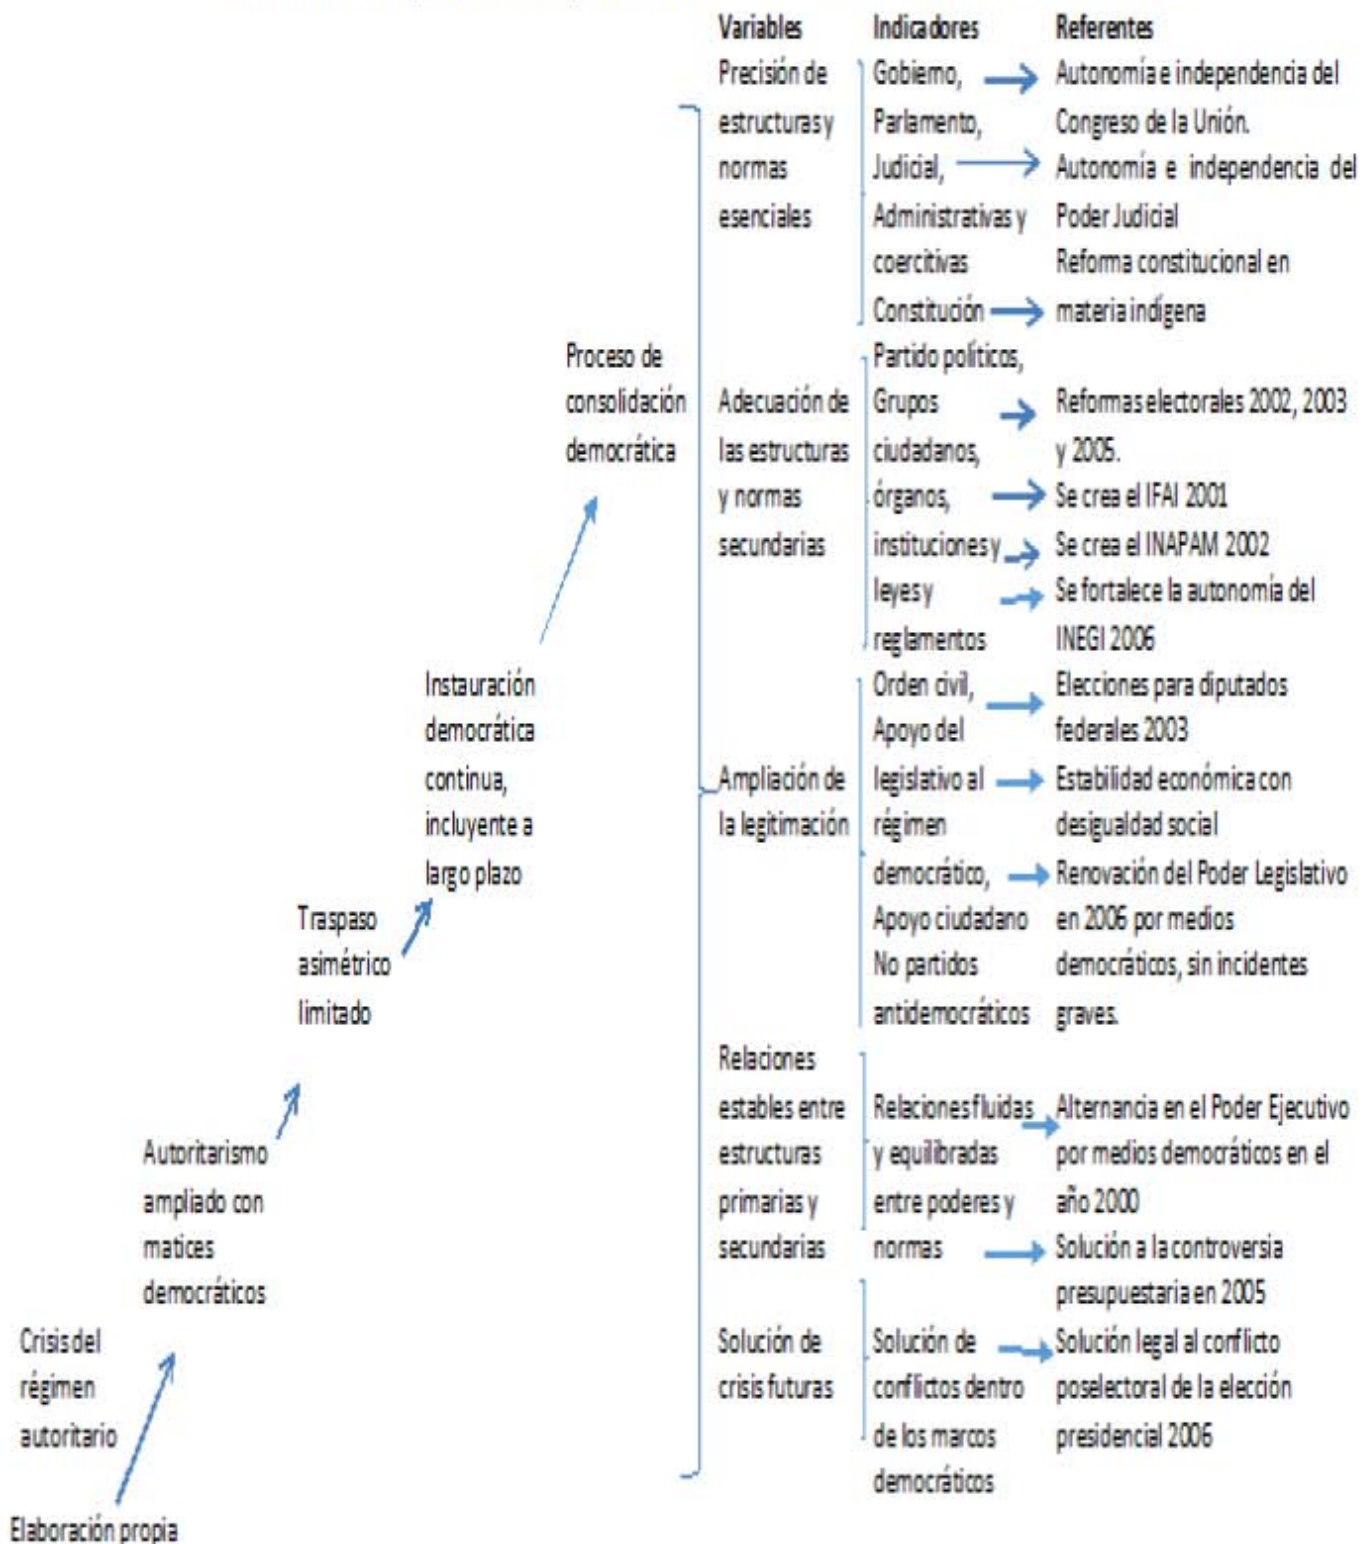 Variables Indicadores Referentes
Precisión de
estructuras y
normas
esenciales
Gobierno,
Parlamento,
Judicial,
Administrativas y
coercitivas
Constitución
Autonomía e independencia del
Congreso de la Unión.
Autonomía e independencia del
Poder Judicial
Reforma constitucional en
materia indígena
Proceso de
consolidación
democrática
Adecuación de
las estructuras
y normas
secundarias
Partido políticos,
Grupos
ciudadanos,
órganos,
instituciones y
leyes y
reglamentos
Reformas electorales 2002, 2003
y 2005.
Se crea el IFAI 2001
Se crea el INAPAM 2002
Se fortalece la autonomía del
INEGI 2006
Instauración
democrática
continua,
incluyente a
largo plazo
Ampliación de
la legitimación
Orden civil,
Apoyo del
legislativo al
régimen
democrático,
Apoyo ciudadano
No partidos
antidemocráticos
Elecciones para diputados
federales 2003
Estabilidad económica con
desigualdad social
Renovación del Poder Legislativo
en 2006 por medios
democráticos, sin incidentes
graves.
Traspaso
asimétrico
limitado
Relaciones
estables entre
estructuras
primarias y
secundarias
Relaciones fluidas
y equilibradas
entre poderes y
normas
Alternancia en el Poder Ejecutivo
por medios democráticos en el
año 2000
Solución a la controversia
presupuestaria en 2005
Autoritarismo
ampliado con
matices
democráticos
Solución de
crisis futuras
Solución de
conflictos dentro
de los marcos
democráticos
Solución legal al conflicto
poselectoral de la elección
presidencial 2006
Crisis del
régimen
autoritario
Elaboración propia